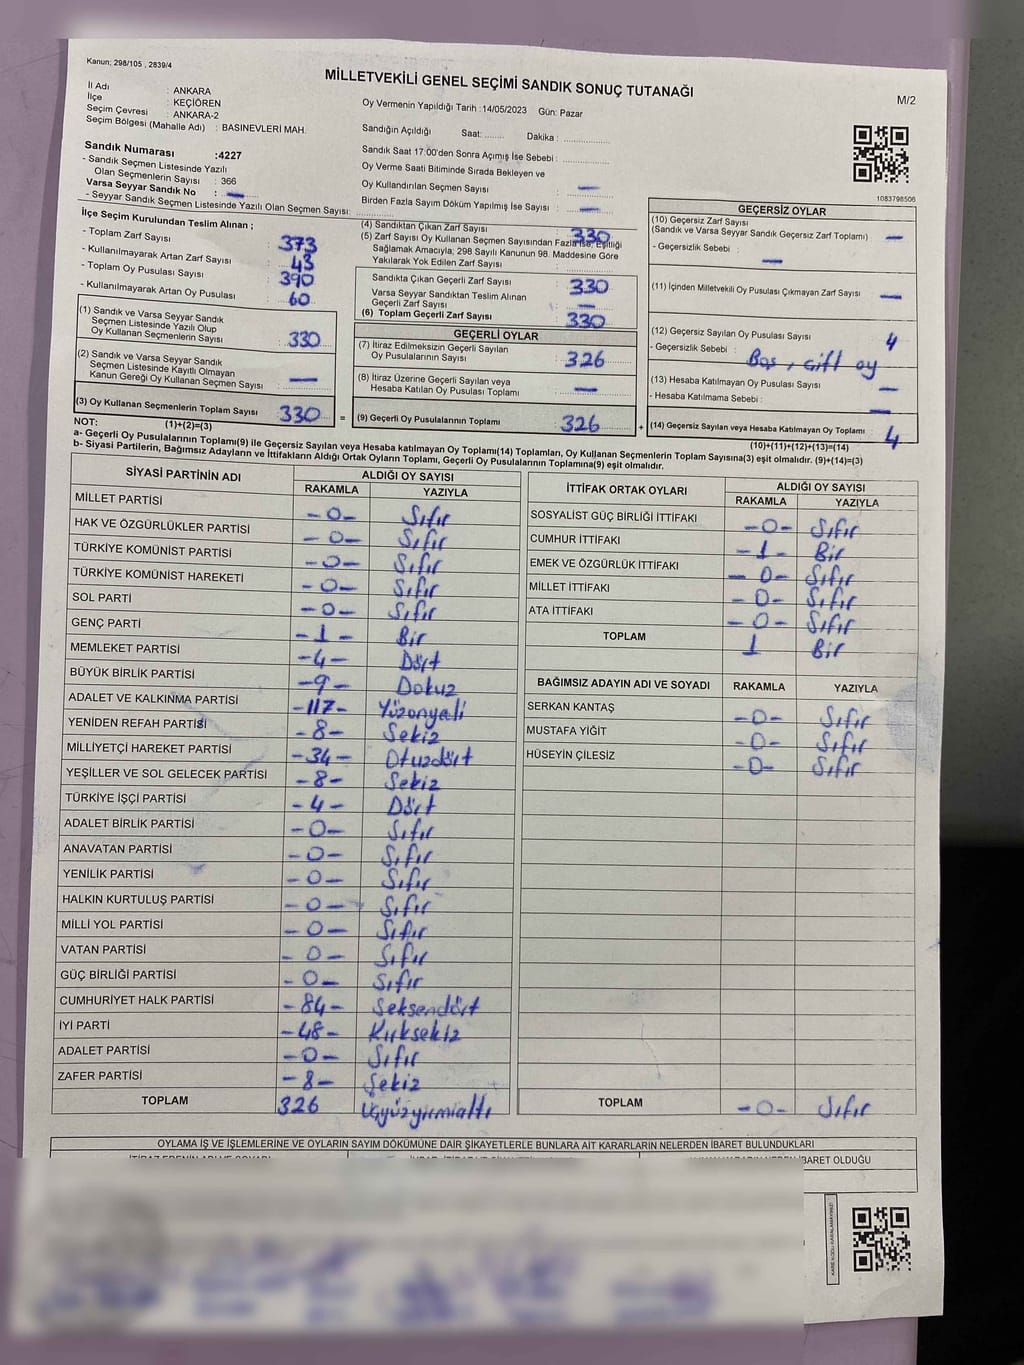 Kanun: 298/105 , 2839/4
MİLLETVEKİLİ GENEL SEÇİMİ SANDIK SONUÇ TUTANAĞI
M/2
İl Adı : ANKARA
İlçe : KEÇİÖREN
Seçim Çevresi : ANKARA-2
Seçim Bölgesi (Mahalle Adı) : BASINEVLERİ MAH.
Oy Vermenin Yapıldığı Tarih :14/05/2023 Gün: Pazar
Sandığın Açıldığı Saat: ........ Dakika : ..................
Sandık Saat 17:00'den Sonra Açımış İse Sebebi : ..................
Oy Verme Saati Bitiminde Sırada Bekleyen ve
Oy Kullandırılan Seçmen Sayısı —
Birden Fazla Sayım Döküm Yapılmış İse Sayısı —
Sandık Numarası :4227
- Sandık Seçmen Listesinde Yazılı
Olan Seçmenlerin Sayısı : 366
Varsa Seyyar Sandık No : —
- Seyyar Sandık Seçmen Listesinde Yazılı Olan Seçmen Sayısı: ............
1083798506
İlçe Seçim Kurulundan Teslim Alınan ;
- Toplam Zarf Sayısı : 373
- Kullanılmayarak Artan Zarf Sayısı : 43
- Toplam Oy Pusulası Sayısı : 390
- Kullanılmayarak Artan Oy Pusulası : 60
(1) Sandık ve Varsa Seyyar Sandık
Seçmen Listesinde Yazılı Olup
Oy Kullanan Seçmenlerin Sayısı : 330
(2) Sandık ve Varsa Seyyar Sandık
Seçmen Listesinde Kayıtlı Olmayan
Kanun Gereği Oy Kullanan Seçmen Sayısı : —
(3) Oy Kullanan Seçmenlerin Toplam Sayısı 330 =
(4) Sandıktan Çıkan Zarf Sayısı 330
(5) Zarf Sayısı Oy Kullanan Seçmen Sayısından Fazla İse, Eşitliği
Sağlamak Amacıyla, 298 Sayılı Kanunun 98. Maddesine Göre
Yakılarak Yok Edilen Zarf Sayısı
Sandıkta Çıkan Geçerli Zarf Sayısı 330
Varsa Seyyar Sandıktan Teslim Alınan
Geçerli Zarf Sayısı —
(6) Toplam Geçerli Zarf Sayısı 330
GEÇERLİ OYLAR
(7) İtiraz Edilmeksizin Geçerli Sayılan
Oy Pusulalarının Sayısı : 326
(8) İtiraz Üzerine Geçerli Sayılan veya
Hesaba Katılan Oy Pusulası Toplamı : —
(9) Geçerli Oy Pusulalarının Toplamı 326 +
GEÇERSİZ OYLAR
(10) Geçersiz Zarf Sayısı
(Sandık ve Varsa Seyyar Sandık Geçersiz Zarf Toplamı) —
- Geçersizlik Sebebi : —
(11) İçinden Milletvekili Oy Pusulası Çıkmayan Zarf Sayısı —
(12) Geçersiz Sayılan Oy Pusulası Sayısı 4
- Geçersizlik Sebebi : Boş, çift oy
(13) Hesaba Katılmayan Oy Pusulası Sayısı —
- Hesaba Katılmama Sebebi : —
(14) Geçersiz Sayılan veya Hesaba Katılmayan Oy Toplamı 4
NOT: (1)+(2)=(3)
(10)+(11)+(12)+(13)=(14)
a- Geçerli Oy Pusulalarının Toplamı(9) ile Geçersiz Sayılan veya Hesaba katılmayan Oy Toplamı(14) Toplamları, Oy Kullanan Seçmenlerin Toplam Sayısına(3) eşit olmalıdır. (9)+(14)=(3)
b- Siyasi Partilerin, Bağımsız Adayların ve İttifakların Aldığı Ortak Oyların Toplamı, Geçerli Oy Pusulalarının Toplamına(9) eşit olmalıdır.
SİYASİ PARTİNİN ADI ALDIĞI OY SAYISI
RAKAMLA YAZIYLA
MİLLET PARTİSİ -0- Sıfır
HAK VE ÖZGÜRLÜKLER PARTİSİ -0- Sıfır
TÜRKİYE KOMÜNİST PARTİSİ -0- Sıfır
TÜRKİYE KOMÜNİST HAREKETİ -0- Sıfır
SOL PARTİ -0- Sıfır
GENÇ PARTİ -1- Bir
MEMLEKET PARTİSİ -4- Dört
BÜYÜK BİRLİK PARTİSİ -9- Dokuz
ADALET VE KALKINMA PARTİSİ -117- Yüzonyedi
YENİDEN REFAH PARTİSİ -8- Sekiz
MİLLİYETÇİ HAREKET PARTİSİ -34- Otuzdört
YEŞİLLER VE SOL GELECEK PARTİSİ -8- Sekiz
TÜRKİYE İŞÇİ PARTİSİ -4- Dört
ADALET BİRLİK PARTİSİ -0- Sıfır
ANAVATAN PARTİSİ -0- Sıfır
YENİLİK PARTİSİ -0- Sıfır
HALKIN KURTULUŞ PARTİSİ -0- Sıfır
MİLLİ YOL PARTİSİ -0- Sıfır
VATAN PARTİSİ -0- Sıfır
GÜÇ BİRLİĞİ PARTİSİ -0- Sıfır
CUMHURİYET HALK PARTİSİ -84- Seksendört
İYİ PARTİ -48- Kırksekiz
ADALET PARTİSİ -0- Sıfır
ZAFER PARTİSİ -8- Sekiz
TOPLAM 326 Üçyüzyirmialtı
İTTİFAK ORTAK OYLARI ALDIĞI OY SAYISI
RAKAMLA YAZIYLA
SOSYALİST GÜÇ BİRLİĞİ İTTİFAKI -0- Sıfır
CUMHUR İTTİFAKI -1- Bir
EMEK VE ÖZGÜRLÜK İTTİFAKI -0- Sıfır
MİLLET İTTİFAKI -0- Sıfır
ATA İTTİFAKI -0- Sıfır
TOPLAM 1 Bir
BAĞIMSIZ ADAYIN ADI VE SOYADI RAKAMLA YAZIYLA
SERKAN KANTAŞ -0- Sıfır
MUSTAFA YİĞİT -0- Sıfır
HÜSEYİN ÇİLESİZ -0- Sıfır
TOPLAM -0- Sıfır
OYLAMA İŞ VE İŞLEMLERİNE VE OYLARIN SAYIM DÖKÜMÜNE DAİR ŞİKAYETLERLE BUNLARA AİT KARARLARIN NELERDEN İBARET BULUNDUKLARI
İBARET OLDUĞU